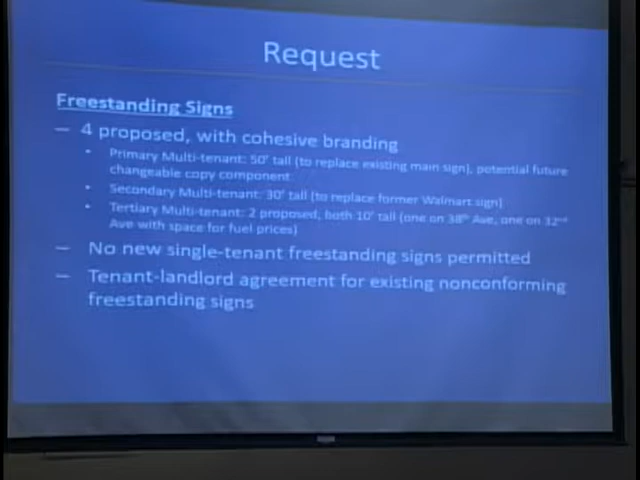 Request
Freestanding Signs
– 4 proposed, with cohesive branding
• Primary Multi-tenant: 50' tall (to replace existing main sign), potential future
changeable copy component
• Secondary Multi-tenant: 30' tall (to replace former Walmart sign)
• Tertiary Multi-tenant: 2 proposed, both 10' tall (one on 38th Ave, one on 32nd
Ave with space for fuel prices)
– No new single-tenant freestanding signs permitted
– Tenant-landlord agreement for existing nonconforming
freestanding signs